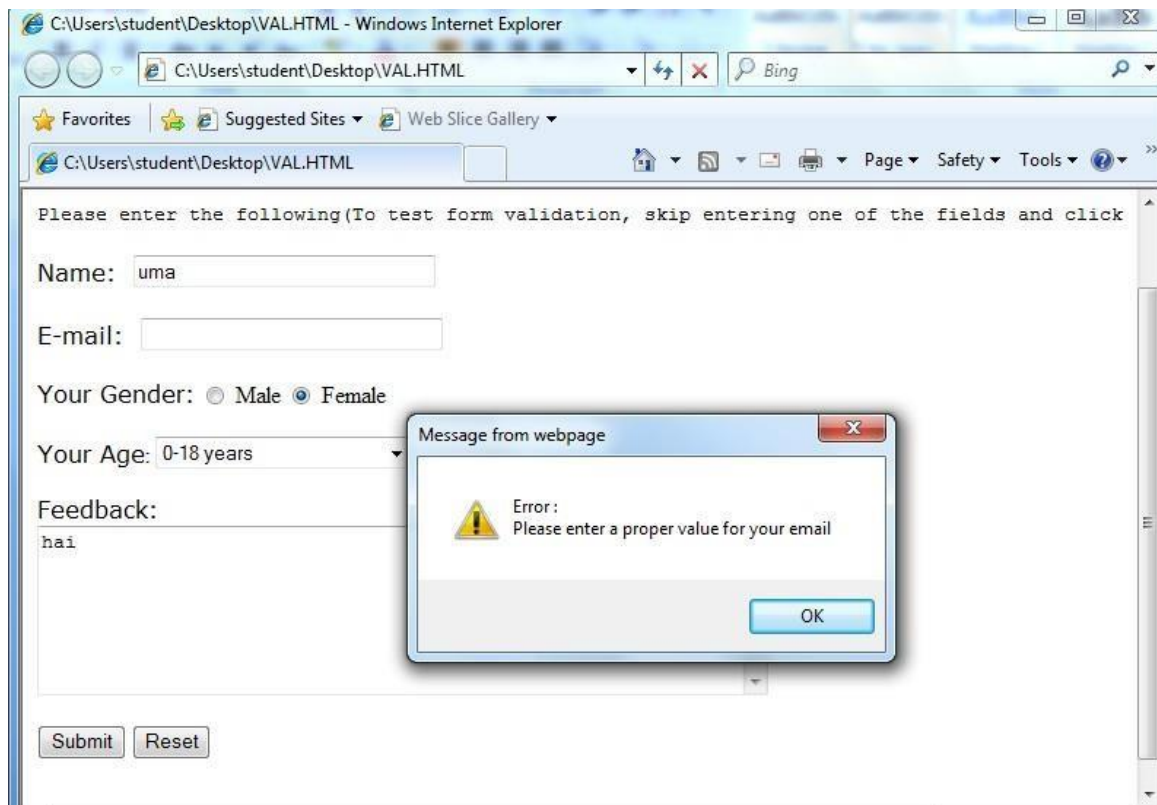 C:\Users\student\Desktop\VAL.HTML - Windows Internet Explorer
C:\Users\student\Desktop\VAL.HTML
Bing
Favorites Suggested Sites Web Slice Gallery
C:\Users\student\Desktop\VAL.HTML
Page Safety Tools
Please enter the following(To test form validation, skip entering one of the fields and click
Name: uma
E-mail:
Your Gender: Male Female
Your Age: 0-18 years
Feedback:
hai
Message from webpage
Error :
Please enter a proper value for your email
OK
Submit Reset